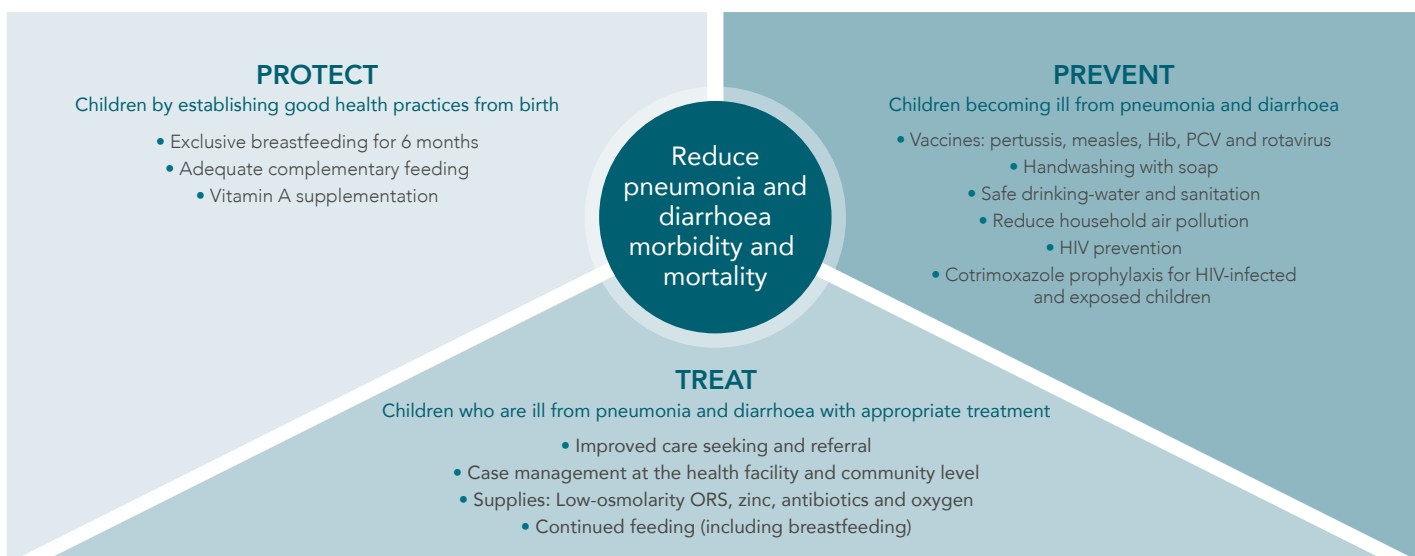 PROTECT
Children by establishing good health practices from birth
• Exclusive breastfeeding for 6 months
• Adequate complementary feeding
• Vitamin A supplementation
PREVENT
Children becoming ill from pneumonia and diarrhoea
• Vaccines: pertussis, measles, Hib, PCV and rotavirus
• Handwashing with soap
• Safe drinking-water and sanitation
• Reduce household air pollution
• HIV prevention
• Cotrimoxazole prophylaxis for HIV-infected
and exposed children
Reduce
pneumonia and
diarrhoea
morbidity and
mortality
TREAT
Children who are ill from pneumonia and diarrhoea with appropriate treatment
• Improved care seeking and referral
• Case management at the health facility and community level
• Supplies: Low-osmolarity ORS, zinc, antibiotics and oxygen
• Continued feeding (including breastfeeding)